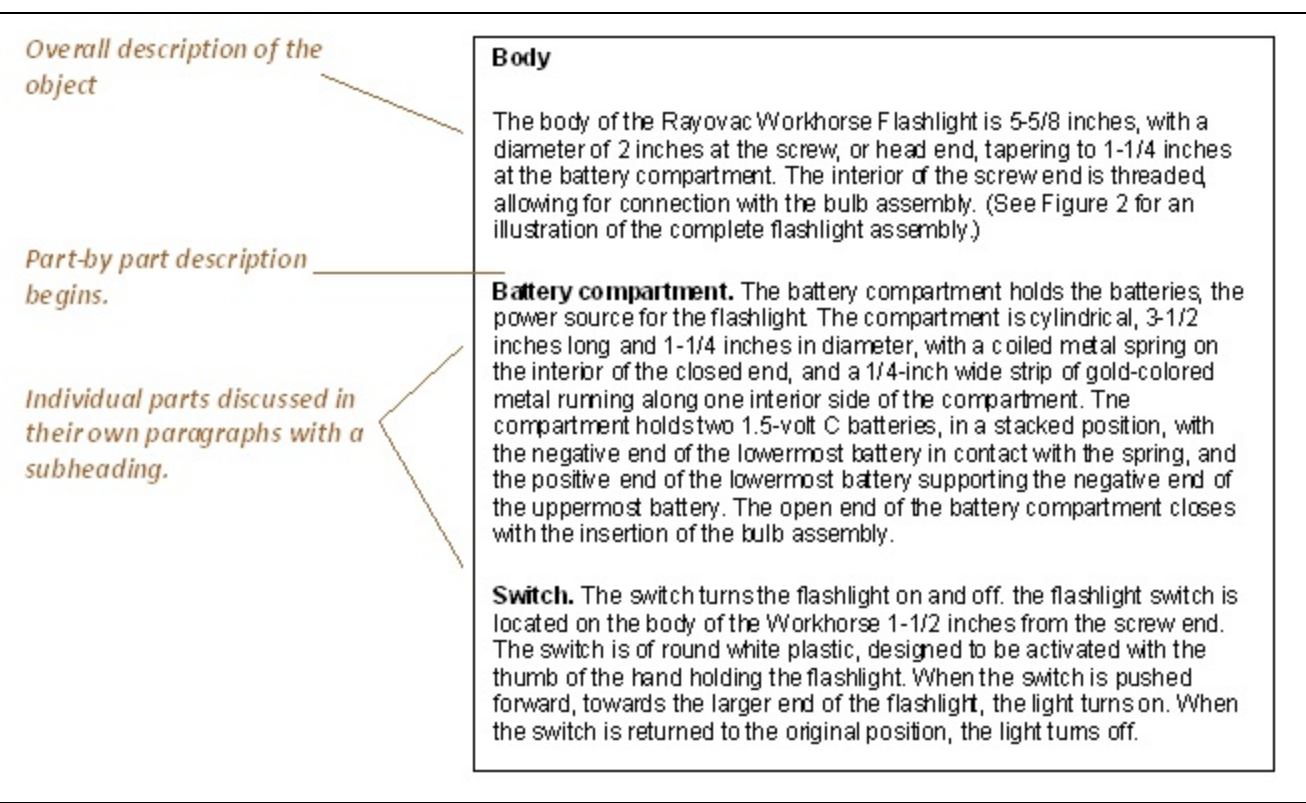 Overall description of the
object
Body
The body of the Rayovac Workhorse Flashlight is 5-5/8 inches, with a
diameter of 2 inches at the screw, or head end, tapering to 1-1/4 inches
at the battery compartment. The interior of the screw end is threaded,
allowing for connection with the bulb assembly. (See Figure 2 for an
illustration of the complete flashlight assembly.)
Part-by part description
begins.
Battery compartment. The battery compartment holds the batteries, the
power source for the flashlight. The compartment is cylindrical, 3-1/2
inches long and 1-1/4 inches in diameter, with a coiled metal spring on
the interior of the closed end, and a 1/4-inch wide strip of gold-colored
metal running along one interior side of the compartment. The
compartment holds two 1.5-volt C batteries, in a stacked position, with
the negative end of the lowermost battery in contact with the spring, and
the positive end of the lowermost battery supporting the negative end of
the uppermost battery. The open end of the battery compartment closes
with the insertion of the bulb assembly.
Individual parts discussed in
their own paragraphs with a
subheading.
Switch. The switch turns the flashlight on and off. the flashlight switch is
located on the body of the Workhorse 1-1/2 inches from the screw end.
The switch is of round white plastic, designed to be activated with the
thumb of the hand holding the flashlight. When the switch is pushed
forward, towards the larger end of the flashlight, the light turns on. When
the switch is returned to the original position, the light turns off.